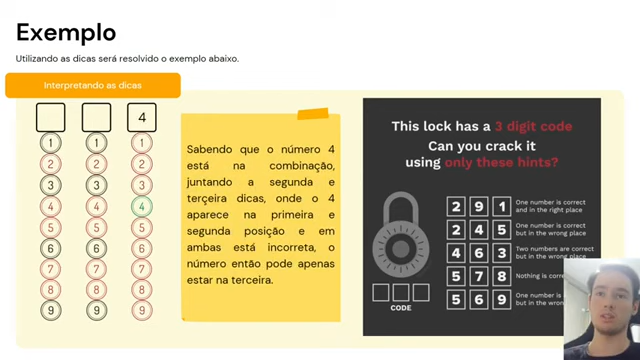 Exemplo
Utilizando as dicas será resolvido o exemplo abaixo.
Interpretando as dicas
4
1 1 1
2 2 2
3 3 3
4 4 4
5 5 5
6 6 6
7 7 7
8 8 8
9 9 9
Sabendo que o número 4
está na combinação,
juntando a segunda e
terçeira dicas, onde o 4
aparece na primeira e
segunda posição e em
ambas está incorreta, o
número então pode apenas
estar na terceira.
This lock has a 3 digit code
Can you crack it
using only these hints?
2 9 1 One number is correct
and in the right place
2 4 5 One number is correct
but in the wrong place
4 6 3 Two numbers are correct
but in the wrong place
5 7 8 Nothing is
5 6 9 One number is
but in the
CODE